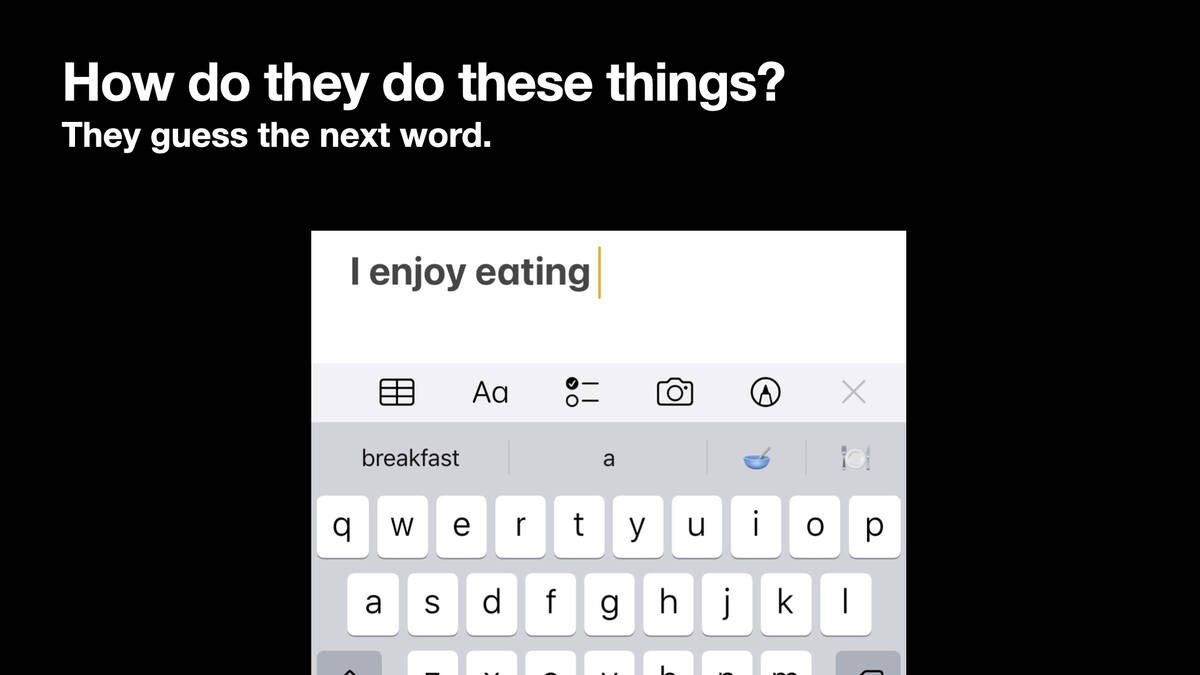 How do they do these things?
They guess the next word.
I enjoy eating
Aa
breakfast a
q w e r t y u i o p
a s d f g h j k l
z x c v b n m